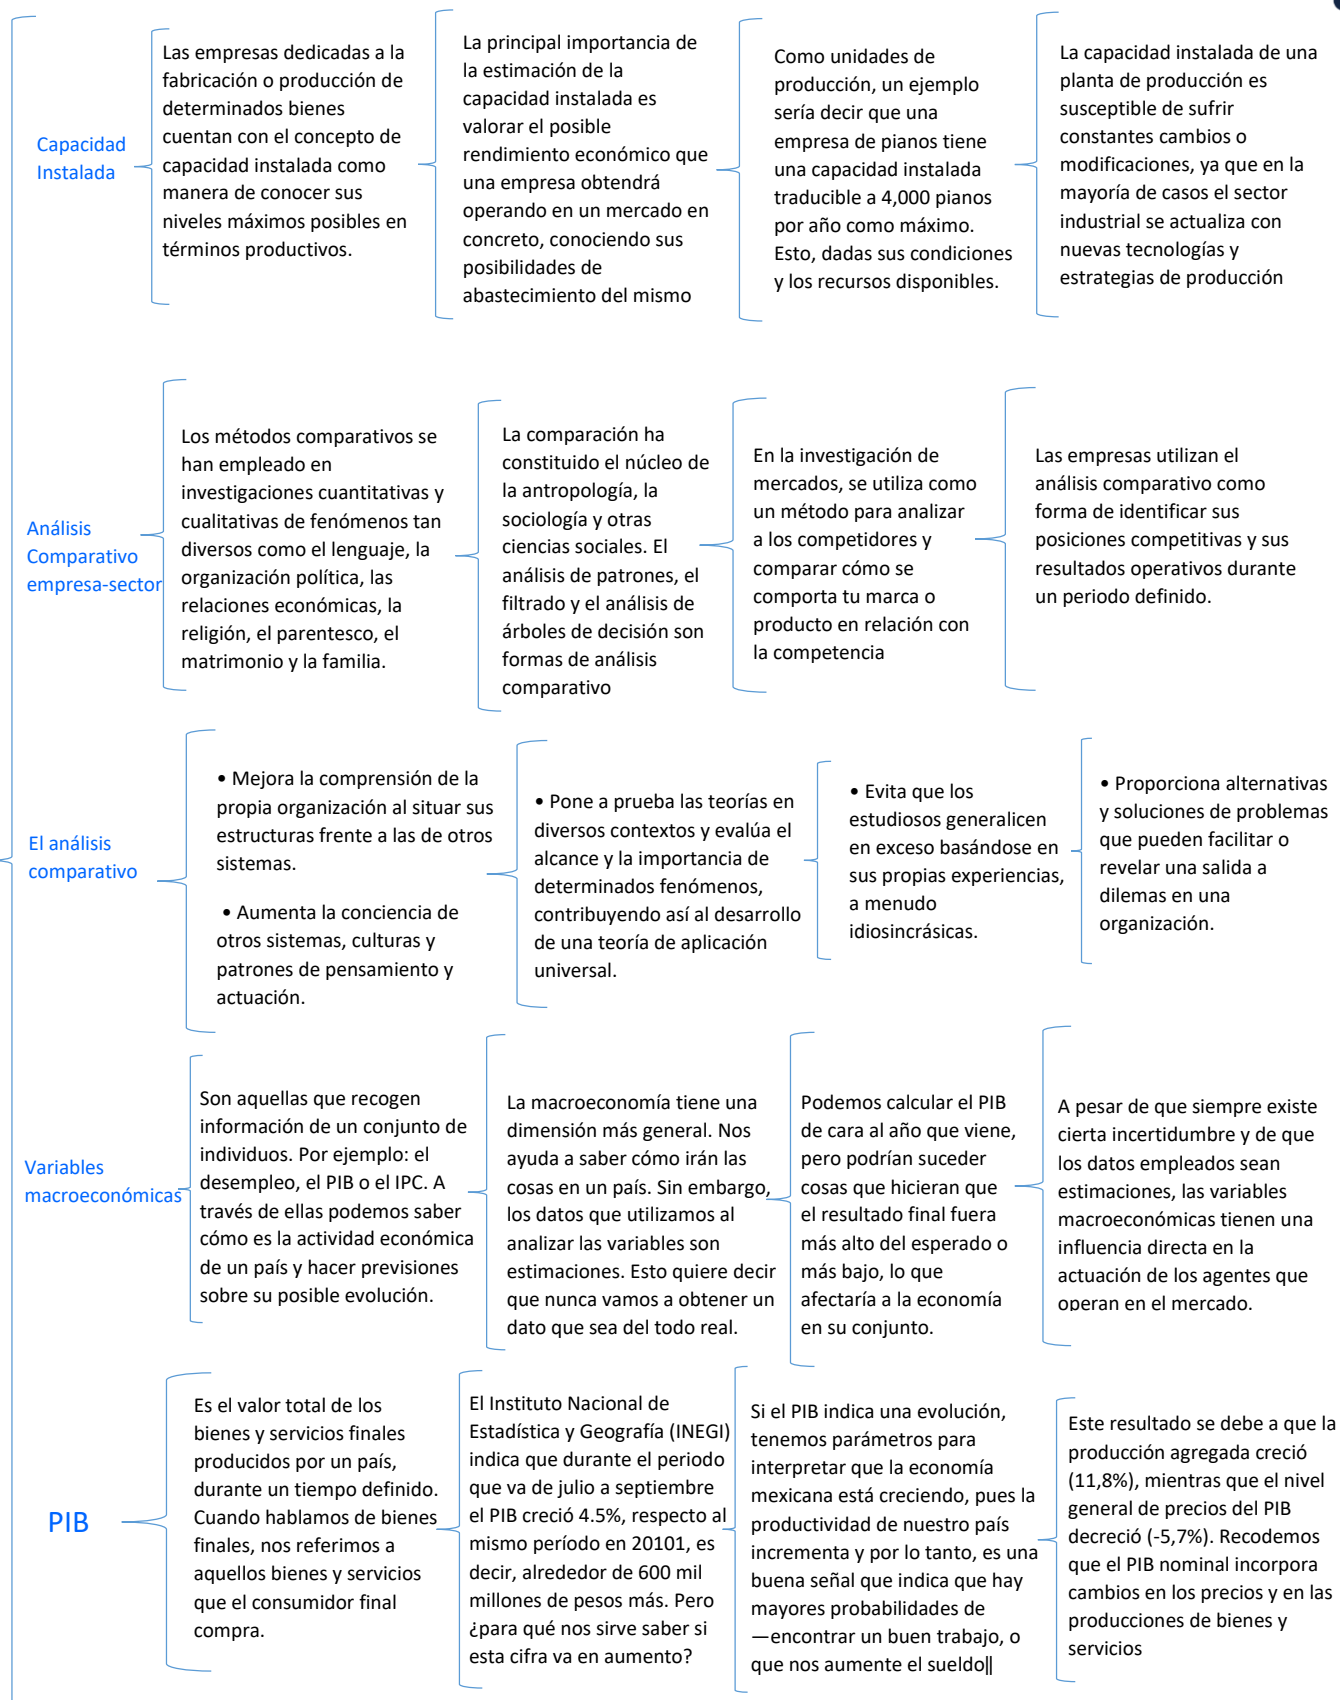 Capacidad
Instalada
Las empresas dedicadas a la
fabricación o producción de
determinados bienes
cuentan con el concepto de
capacidad instalada como
manera de conocer sus
niveles máximos posibles en
términos productivos.
La principal importancia de
la estimación de la
capacidad instalada es
valorar el posible
rendimiento económico que
una empresa obtendrá
operando en un mercado en
concreto, conociendo sus
posibilidades de
abastecimiento del mismo
Como unidades de
producción, un ejemplo
sería decir que una
empresa de pianos tiene
una capacidad instalada
traducible a 4,000 pianos
por año como máximo.
Esto, dadas sus condiciones
y los recursos disponibles.
La capacidad instalada de una
planta de producción es
susceptible de sufrir
constantes cambios o
modificaciones, ya que en la
mayoría de casos el sector
industrial se actualiza con
nuevas tecnologías y
estrategias de producción
Análisis
Comparativo
empresa-sector
Los métodos comparativos se
han empleado en
investigaciones cuantitativas y
cualitativas de fenómenos tan
diversos como el lenguaje, la
organización política, las
relaciones económicas, la
religión, el parentesco, el
matrimonio y la familia.
La comparación ha
constituido el núcleo de
la antropología, la
sociología y otras
ciencias sociales. El
análisis de patrones, el
filtrado y el análisis de
árboles de decisión son
formas de análisis
comparativo
En la investigación de
mercados, se utiliza como
un método para analizar
a los competidores y
comparar cómo se
comporta tu marca o
producto en relación con
la competencia
Las empresas utilizan el
análisis comparativo como
forma de identificar sus
posiciones competitivas y sus
resultados operativos durante
un periodo definido.
El análisis
comparativo
• Mejora la comprensión de la
propia organización al situar sus
estructuras frente a las de otros
sistemas.
• Aumenta la conciencia de
otros sistemas, culturas y
patrones de pensamiento y
actuación.
• Pone a prueba las teorías en
diversos contextos y evalúa el
alcance y la importancia de
determinados fenómenos,
contribuyendo así al desarrollo
de una teoría de aplicación
universal.
• Evita que los
estudiosos generalicen
en exceso basándose en
sus propias experiencias,
a menudo
idiosincrásicas.
• Proporciona alternativas
y soluciones de problemas
que pueden facilitar o
revelar una salida a
dilemas en una
organización.
Variables
macroeconómicas
Son aquellas que recogen
información de un conjunto de
individuos. Por ejemplo: el
desempleo, el PIB o el IPC. A
través de ellas podemos saber
cómo es la actividad económica
de un país y hacer previsiones
sobre su posible evolución.
La macroeconomía tiene una
dimensión más general. Nos
ayuda a saber cómo irán las
cosas en un país. Sin embargo,
los datos que utilizamos al
analizar las variables son
estimaciones. Esto quiere decir
que nunca vamos a obtener un
dato que sea del todo real.
Podemos calcular el PIB
de cara al año que viene,
pero podrían suceder
cosas que hicieran que
el resultado final fuera
más alto del esperado o
más bajo, lo que
afectaría a la economía
en su conjunto.
A pesar de que siempre existe
cierta incertidumbre y de que
los datos empleados sean
estimaciones, las variables
macroeconómicas tienen una
influencia directa en la
actuación de los agentes que
operan en el mercado.
PIB
Es el valor total de los
bienes y servicios finales
producidos por un país,
durante un tiempo definido.
Cuando hablamos de bienes
finales, nos referimos a
aquellos bienes y servicios
que el consumidor final
compra.
El Instituto Nacional de
Estadística y Geografía (INEGI)
indica que durante el periodo
que va de julio a septiembre
el PIB creció 4.5%, respecto al
mismo período en 20101, es
decir, alrededor de 600 mil
millones de pesos más. Pero
¿para qué nos sirve saber si
esta cifra va en aumento?
Si el PIB indica una evolución,
tenemos parámetros para
interpretar que la economía
mexicana está creciendo, pues la
productividad de nuestro país
incrementa y por lo tanto, es una
buena señal que indica que hay
mayores probabilidades de
―encontrar un buen trabajo, o
que nos aumente el sueldo‖
Este resultado se debe a que la
producción agregada creció
(11,8%), mientras que el nivel
general de precios del PIB
decreció (-5,7%). Recodemos
que el PIB nominal incorpora
cambios en los precios y en las
producciones de bienes y
servicios